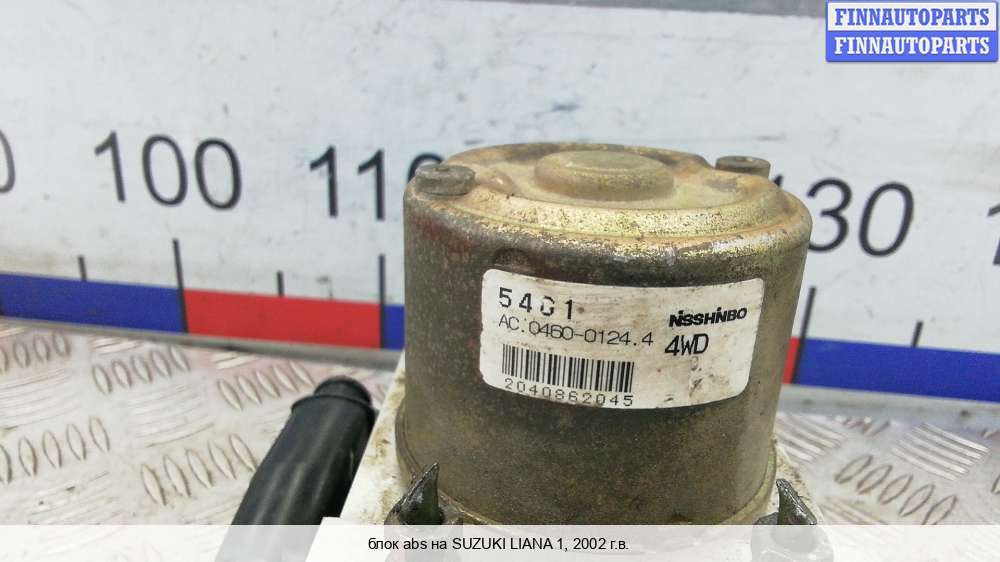 FINNAUTOPARTS
FINNAUTOPARTS
100
130
54G1
NiSSHiNBO
AC.0460-0124.4
4WD
2040862045
блок abs на SUZUKI LIANA 1, 2002 г.в.